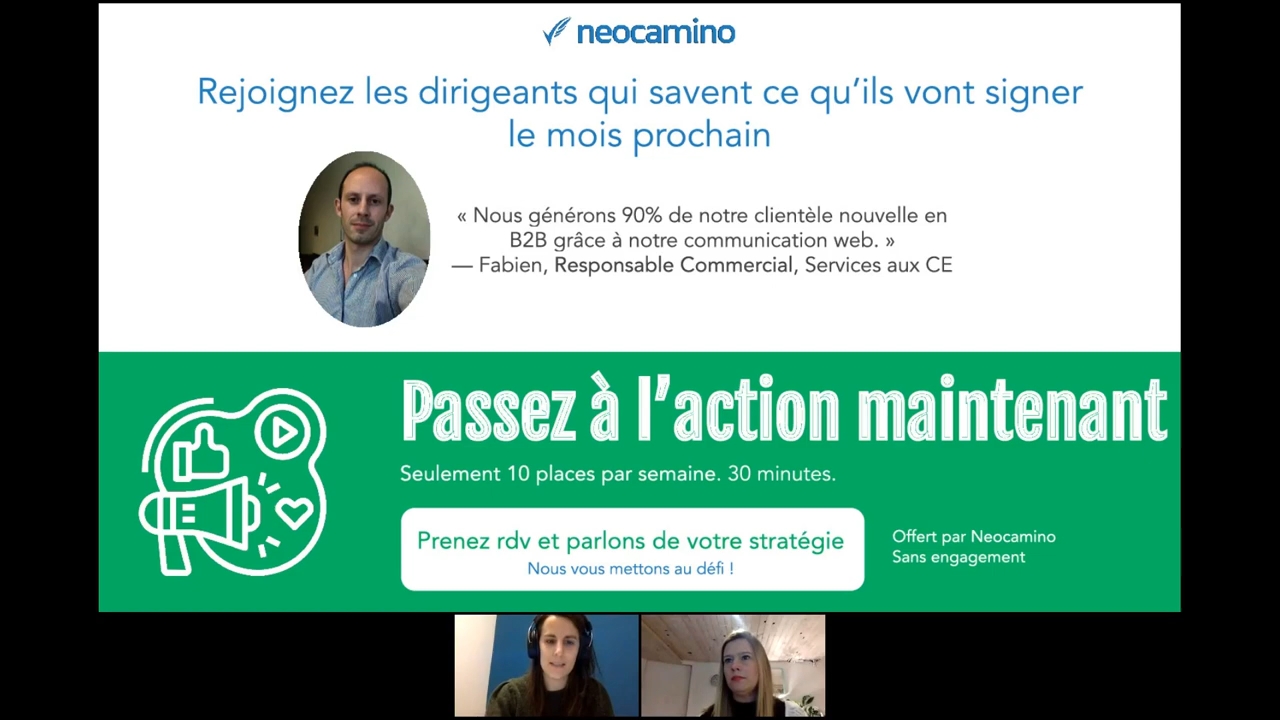 neocamino
Rejoignez les dirigeants qui savent ce qu’ils vont signer
le mois prochain
« Nous générons 90% de notre clientèle nouvelle en
B2B grâce à notre communication web. »
— Fabien, Responsable Commercial, Services aux CE
Passez à l’action maintenant
Seulement 10 places par semaine. 30 minutes.
Prenez rdv et parlons de votre stratégie
Nous vous mettons au défi !
Offert par Neocamino
Sans engagement